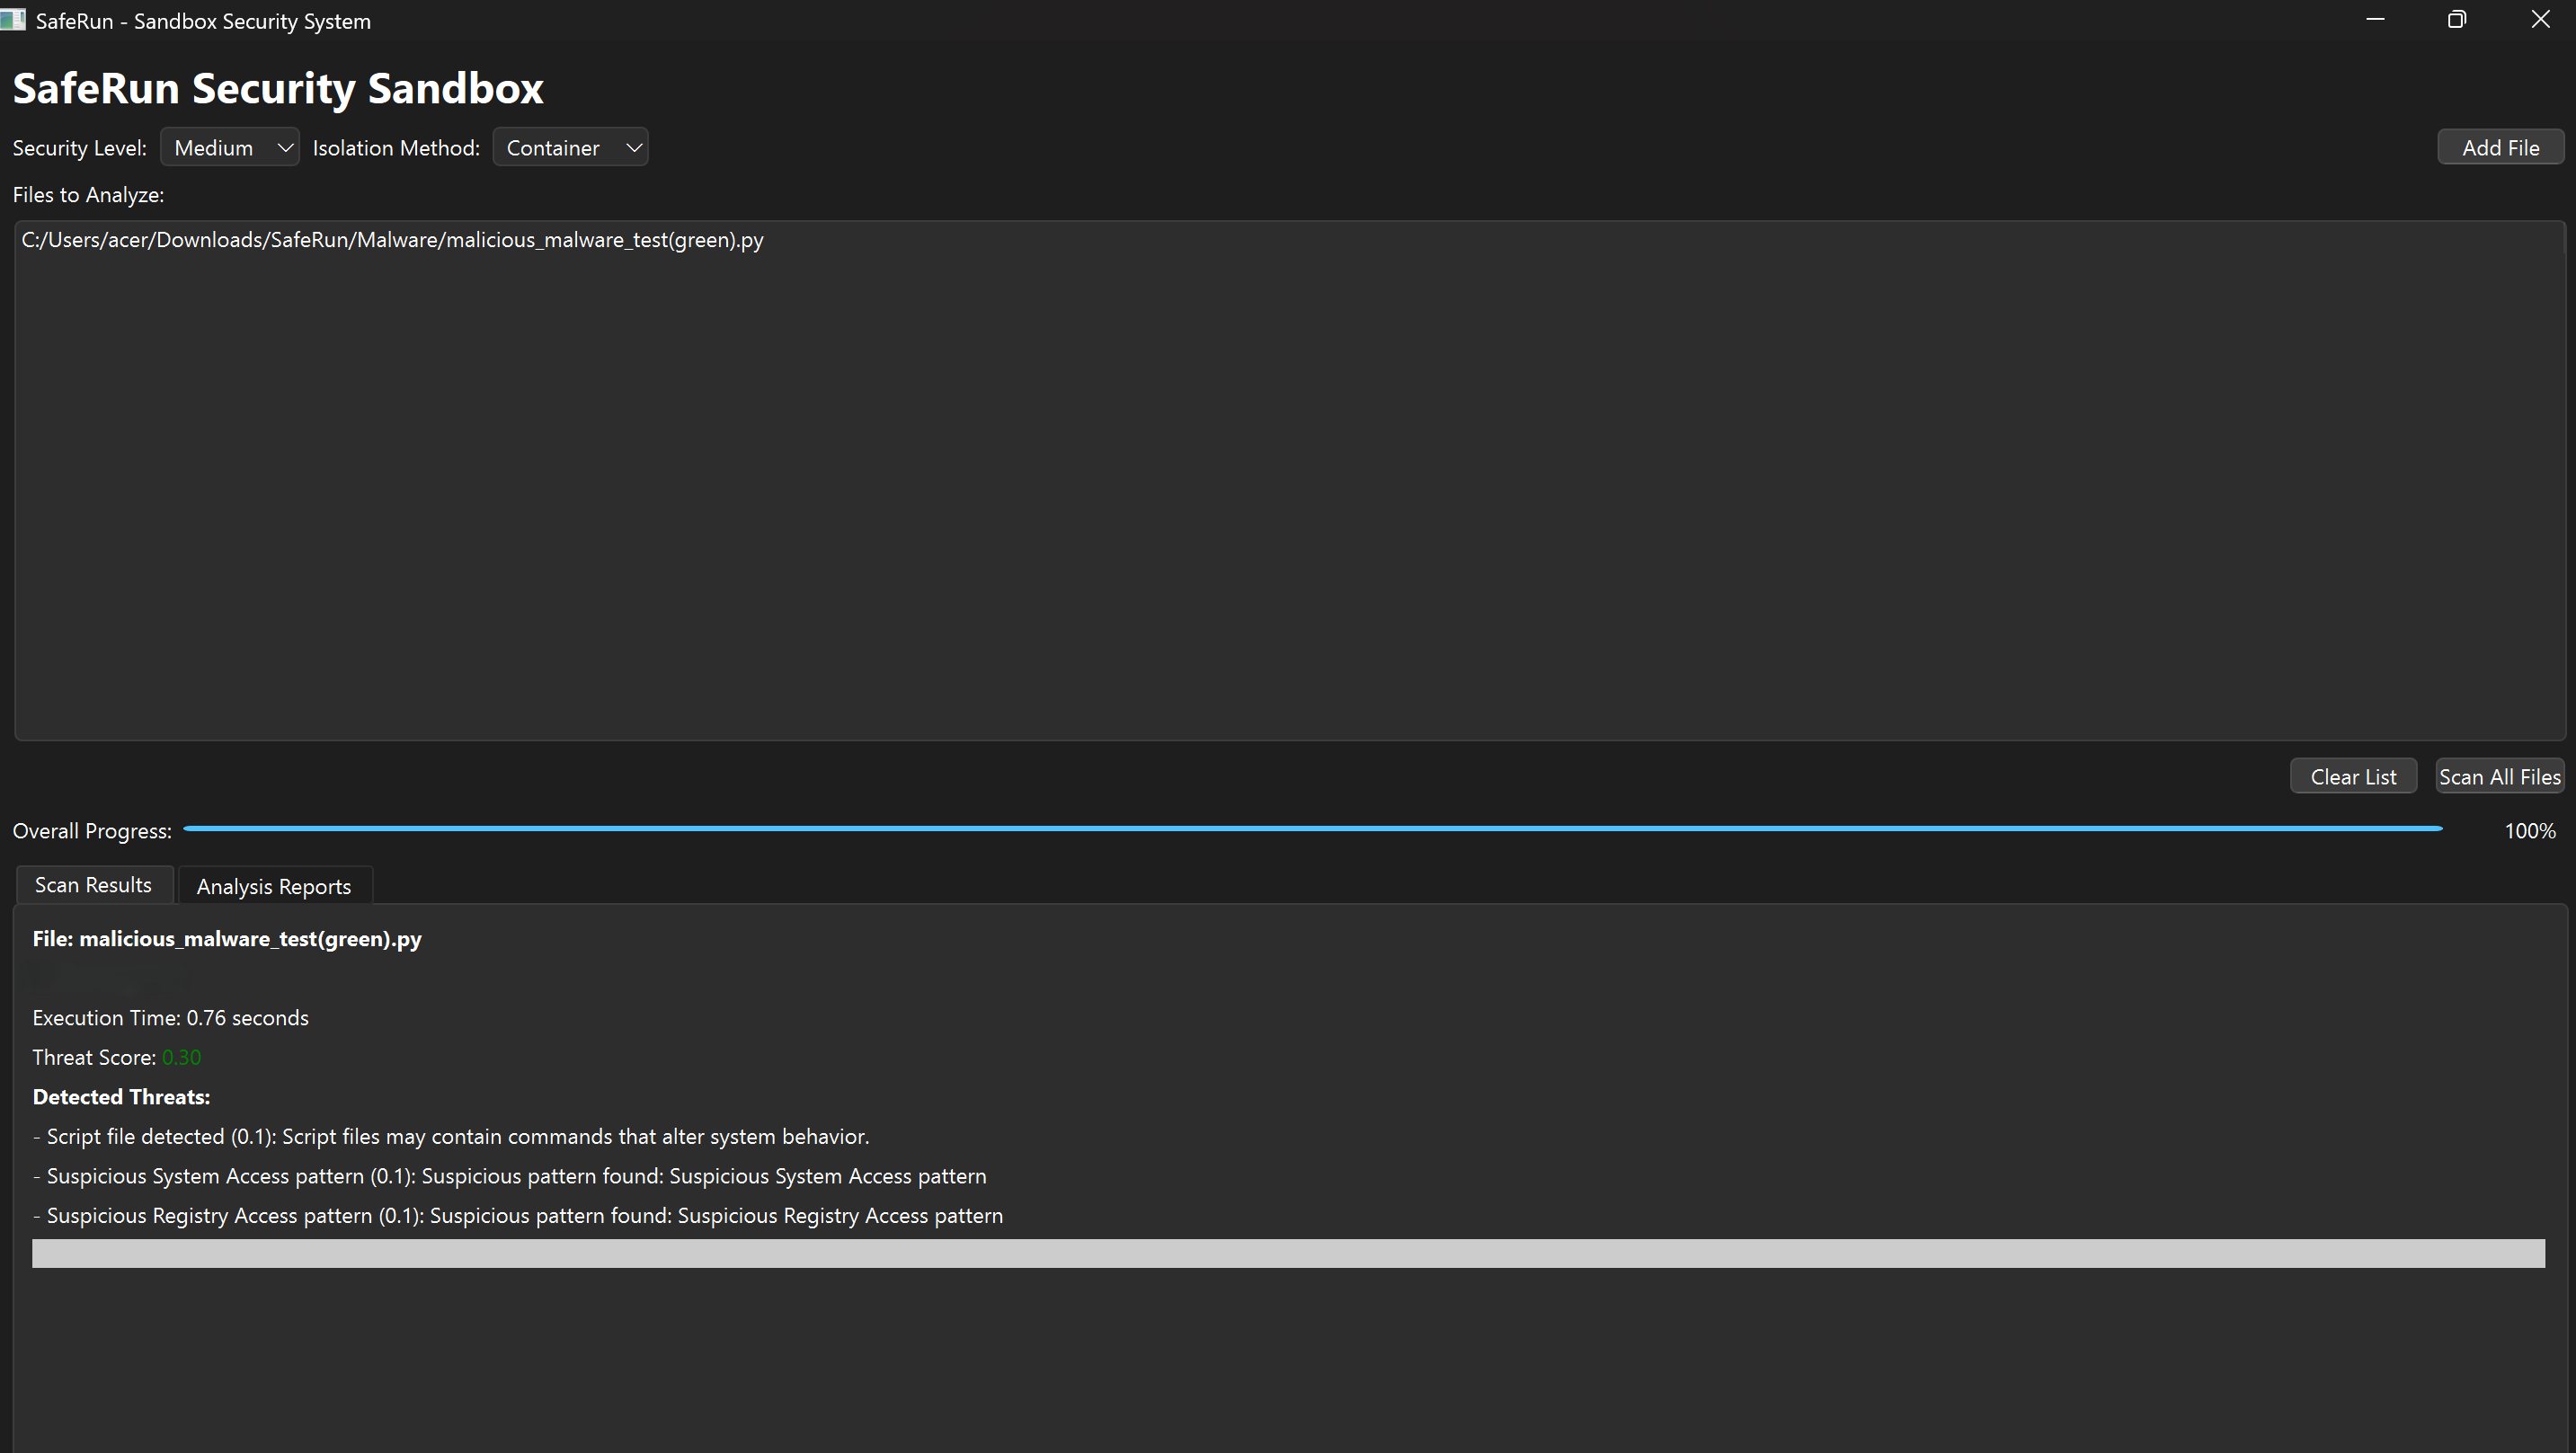 SafeRun - Sandbox Security System
SafeRun Security Sandbox
Security Level: Medium Isolation Method: Container Add File
Files to Analyze:
C:/Users/acer/Downloads/SafeRun/Malware/malicious_malware_test(green).py
Clear List Scan All Files
Overall Progress: 100%
Scan Results Analysis Reports
File: malicious_malware_test(green).py
Execution Time: 0.76 seconds
Threat Score: 0.30
Detected Threats:
- Script file detected (0.1): Script files may contain commands that alter system behavior.
- Suspicious System Access pattern (0.1): Suspicious pattern found: Suspicious System Access pattern
- Suspicious Registry Access pattern (0.1): Suspicious pattern found: Suspicious Registry Access pattern